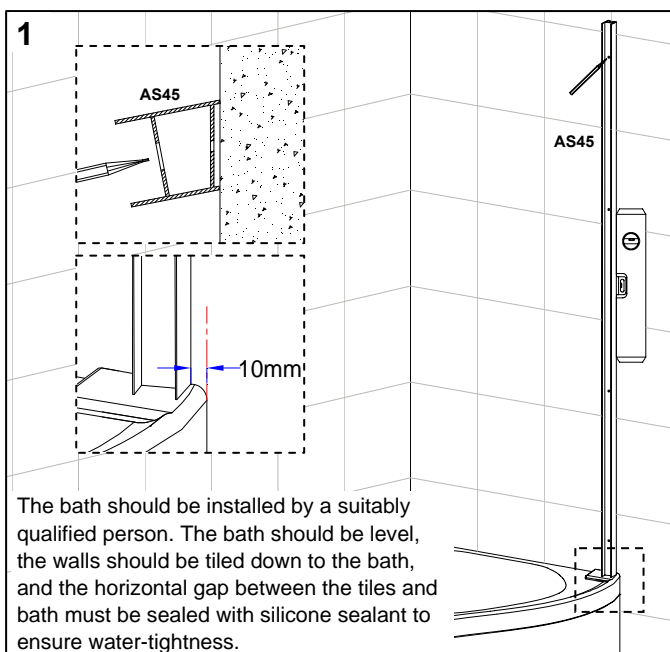 1
AS45
AS45
10mm
The bath should be installed by a suitably
qualified person. The bath should be level,
the walls should be tiled down to the bath,
and the horizontal gap between the tiles and
bath must be sealed with silicone sealant to
ensure water-tightness.